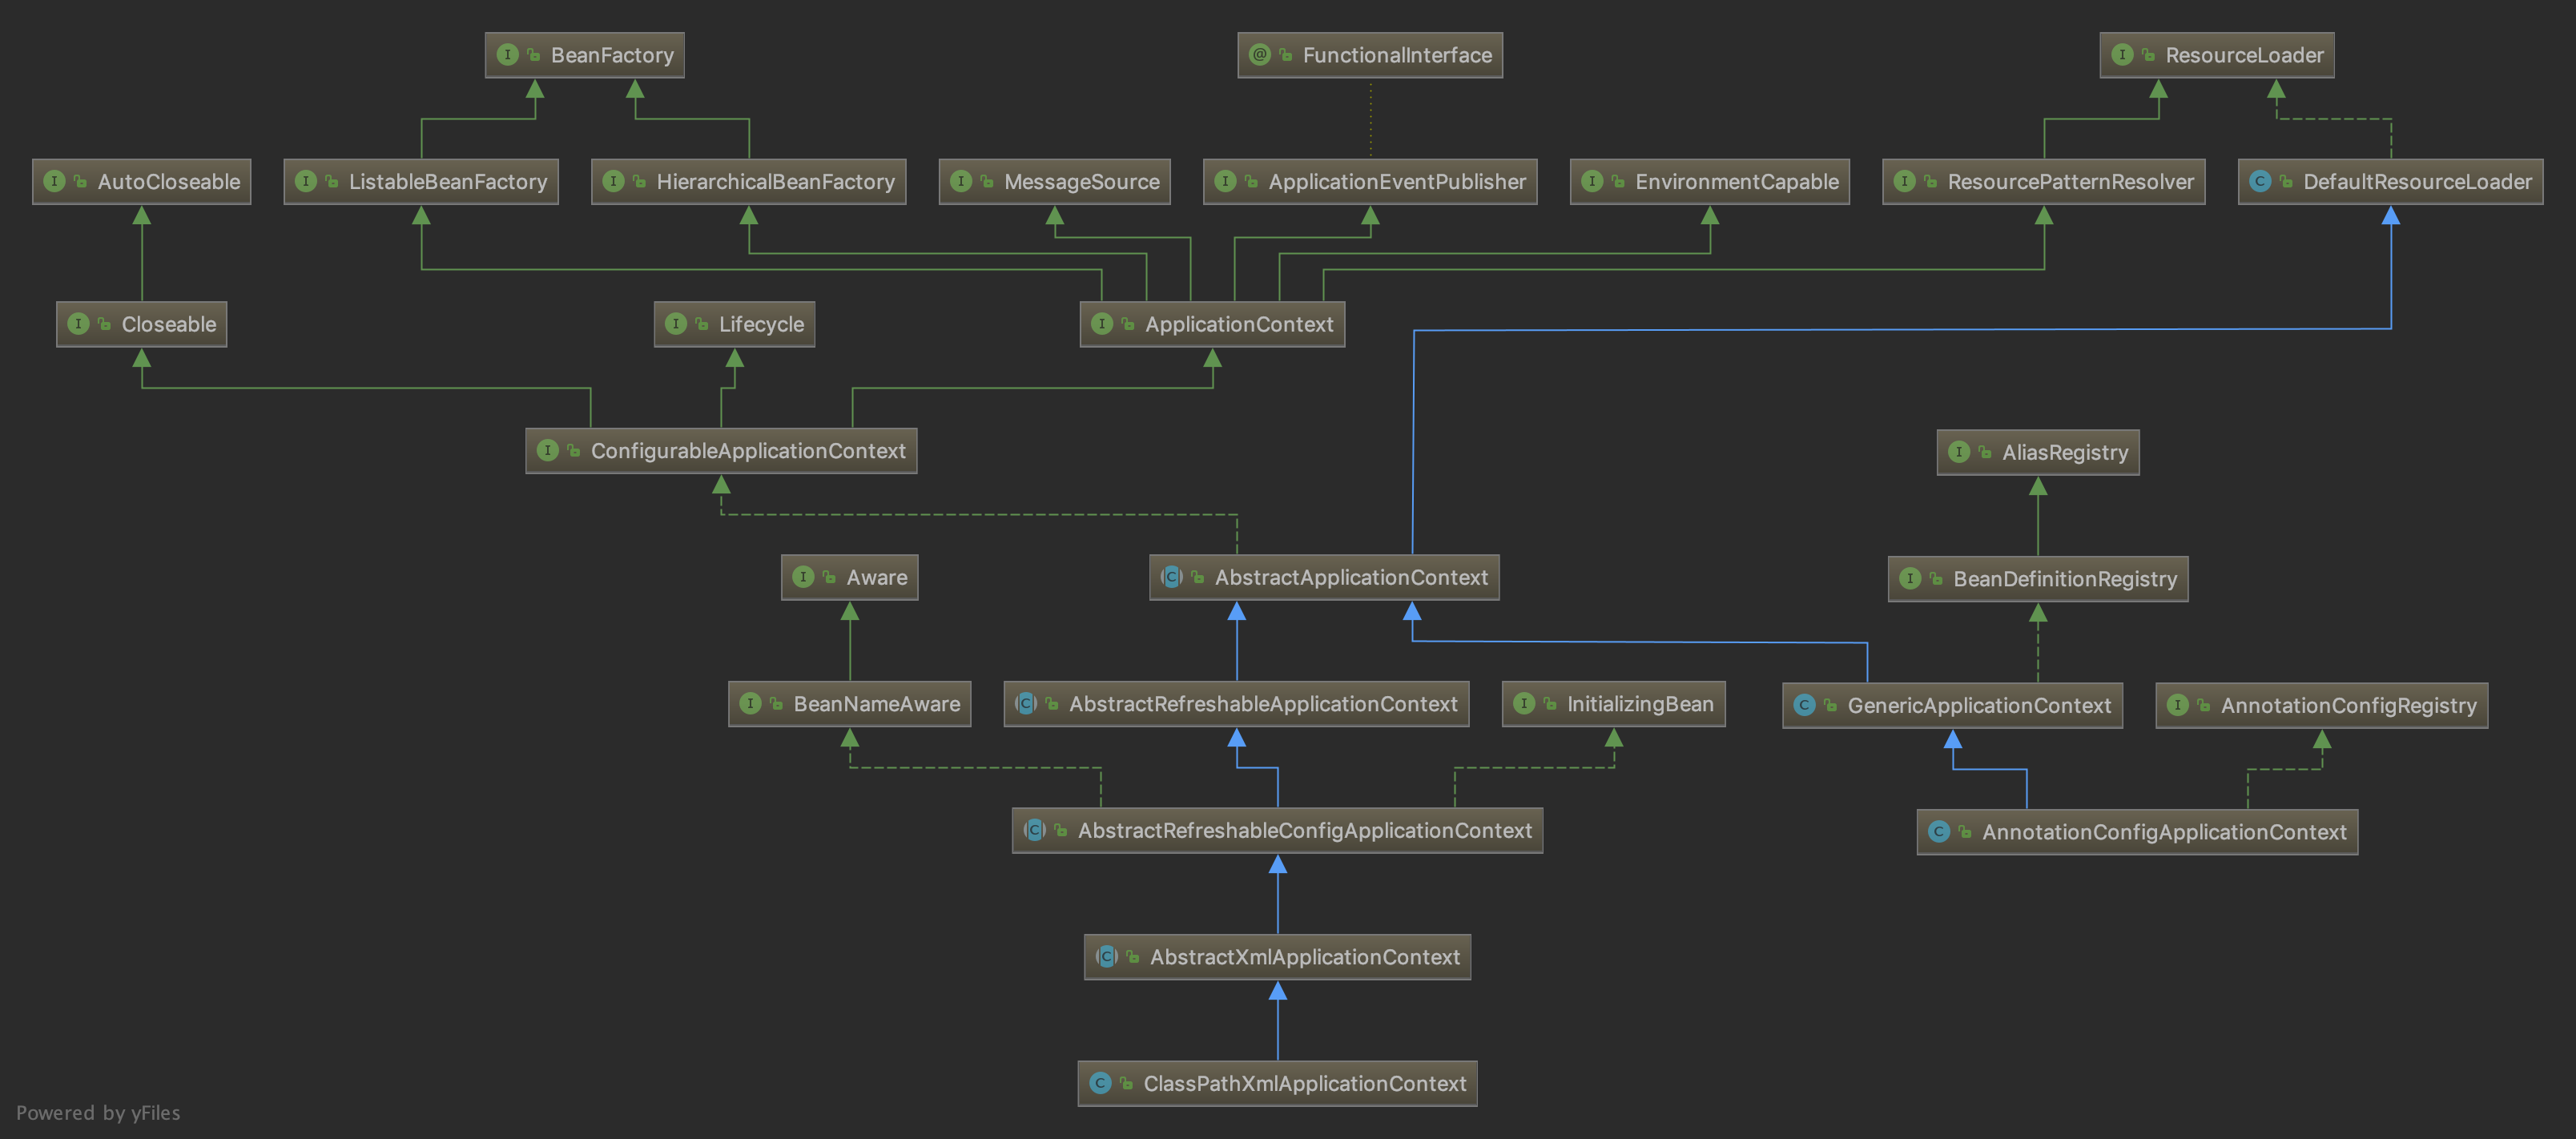 BeanFactory
FunctionalInterface
ResourceLoader
AutoCloseable
ListableBeanFactory
HierarchicalBeanFactory
MessageSource
ApplicationEventPublisher
EnvironmentCapable
ResourcePatternResolver
DefaultResourceLoader
Closeable
Lifecycle
ApplicationContext
ConfigurableApplicationContext
AliasRegistry
Aware
AbstractApplicationContext
BeanDefinitionRegistry
BeanNameAware
AbstractRefreshableApplicationContext
InitializingBean
GenericApplicationContext
AnnotationConfigRegistry
AbstractRefreshableConfigApplicationContext
AnnotationConfigApplicationContext
AbstractXmlApplicationContext
ClassPathXmlApplicationContext
Powered by yFiles